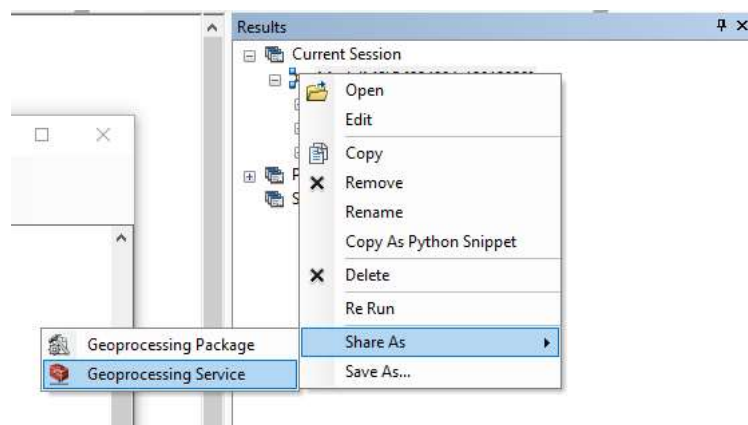 Results
Current Session
Open
Edit
Copy
Remove
Rename
Copy As Python Snippet
Delete
Re Run
Share As
Save As...
Geoprocessing Package
Geoprocessing Service